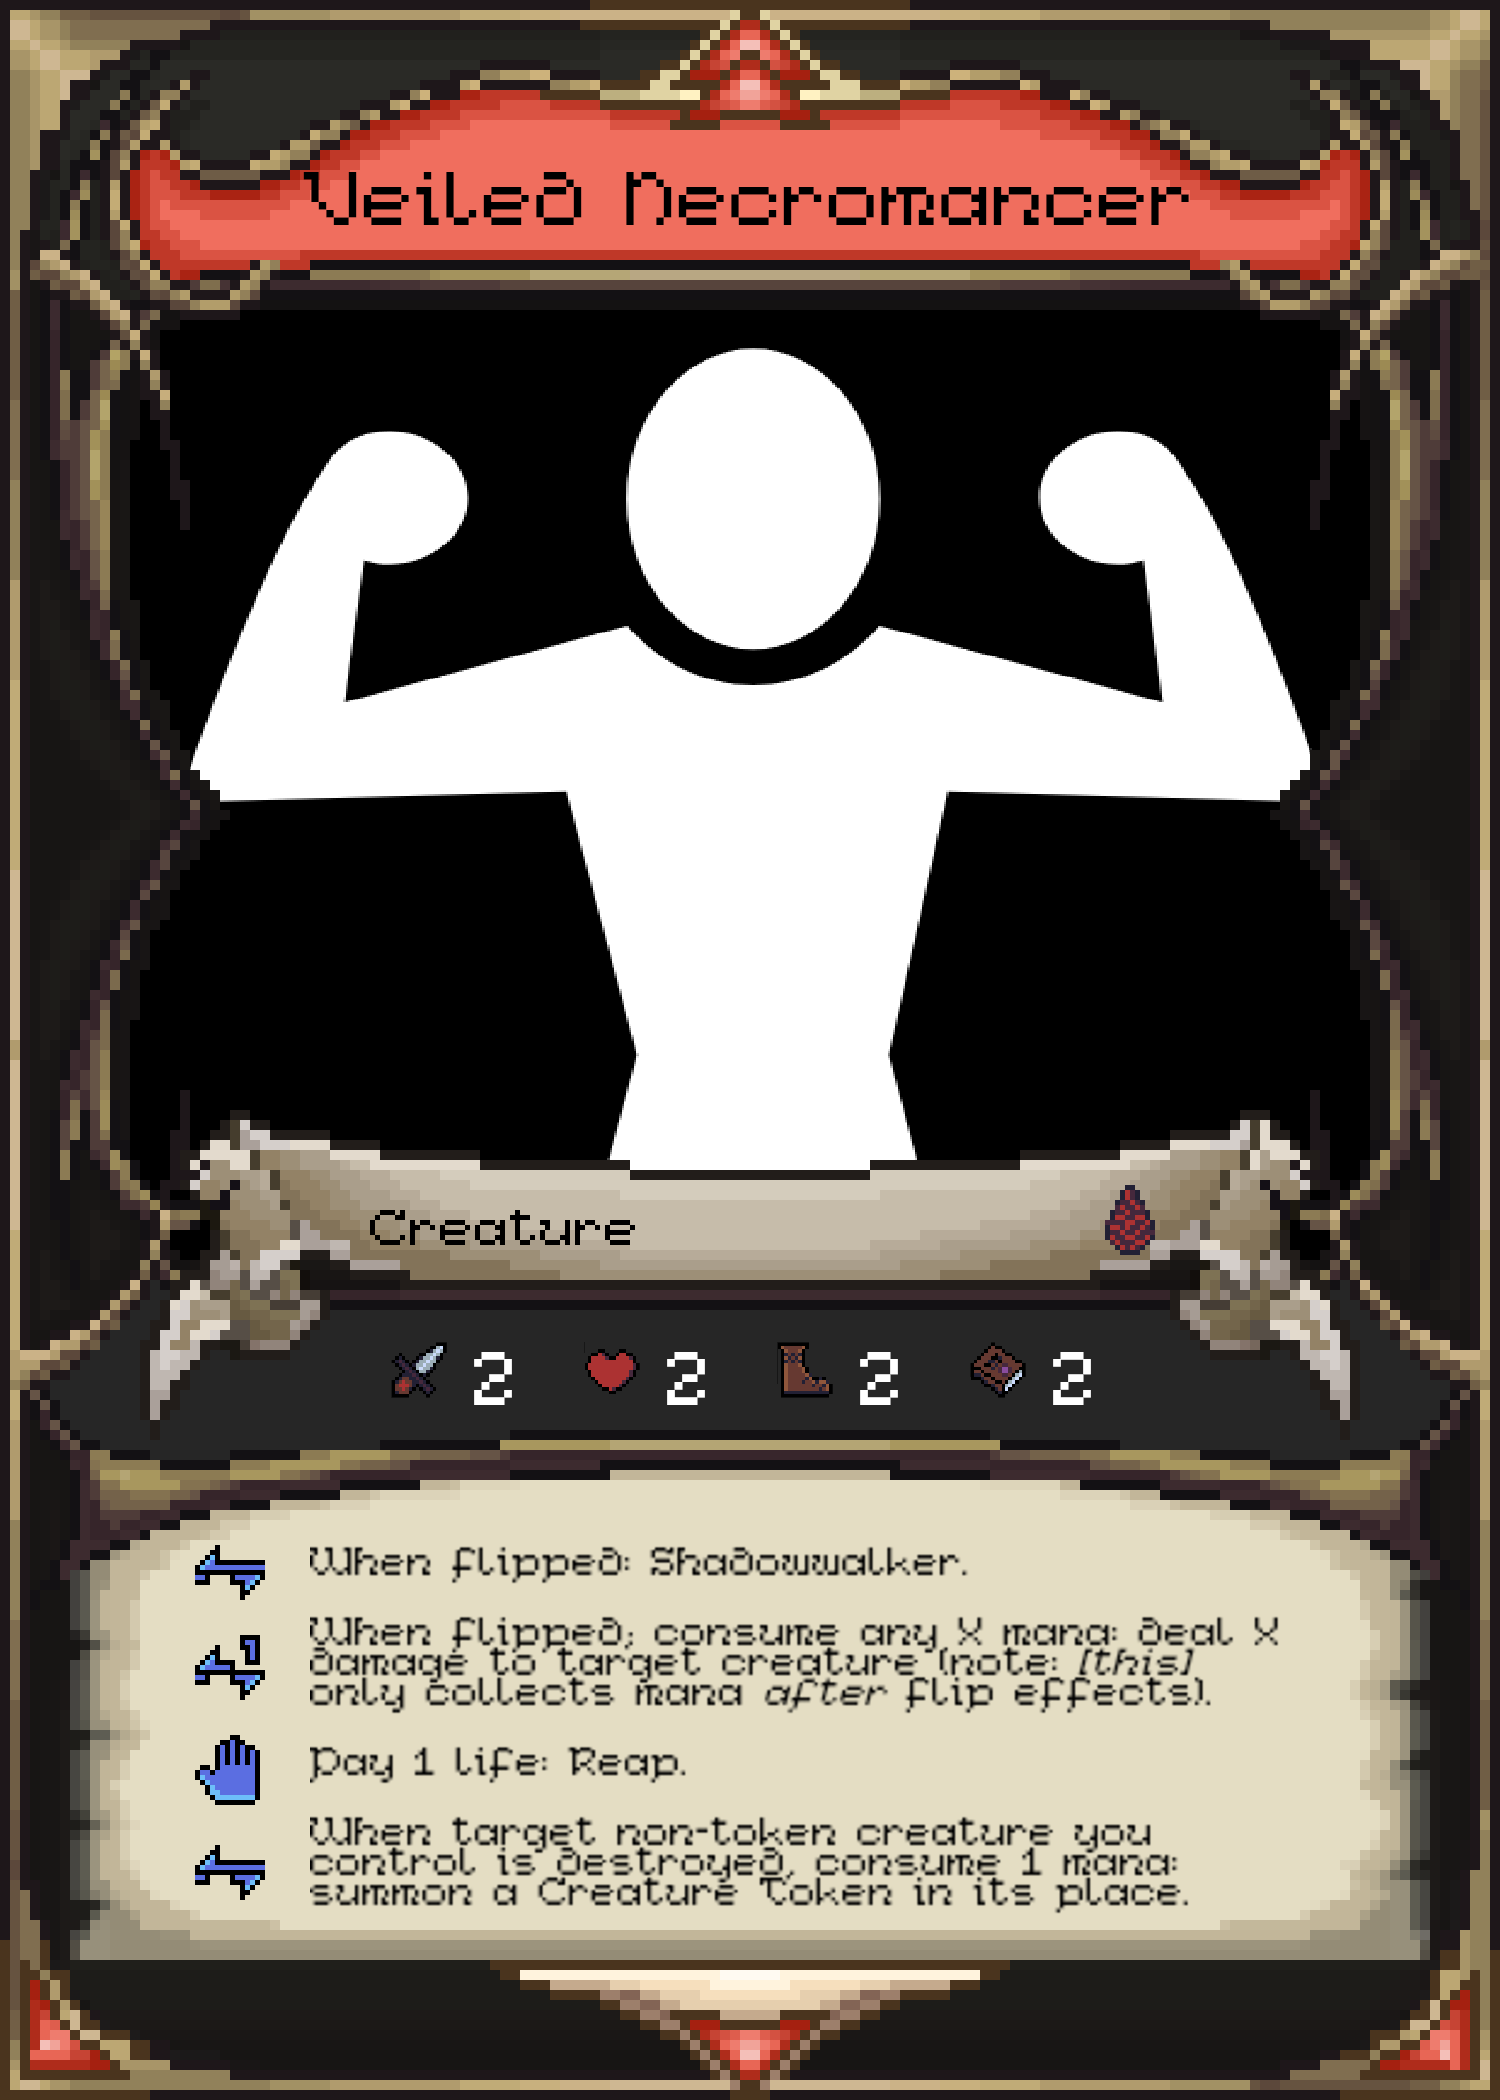 Veiled Necromancer
Creature
2 2 2 2
When flipped: Shadowwalker.
When flipped; consume any X mana: deal X
damage to target creature (note: [this]
only collects mana after flip effects).
Pay 1 life: Reap.
When target non-token creature you
control is destroyed, consume 1 mana:
summon a Creature Token in its place.